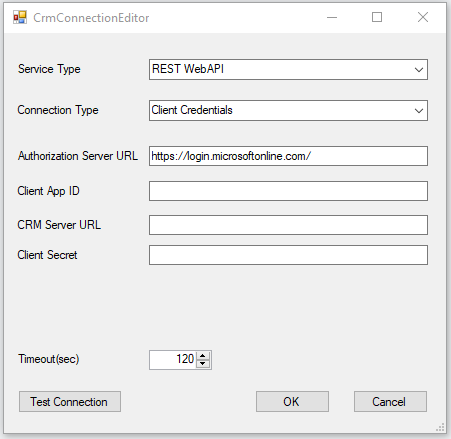 CrmConnectionEditor
Service Type REST WebAPI
Connection Type Client Credentials
Authorization Server URL https://login.microsoftonline.com/
Client App ID
CRM Server URL
Client Secret
Timeout(sec) 120
Test Connection OK Cancel